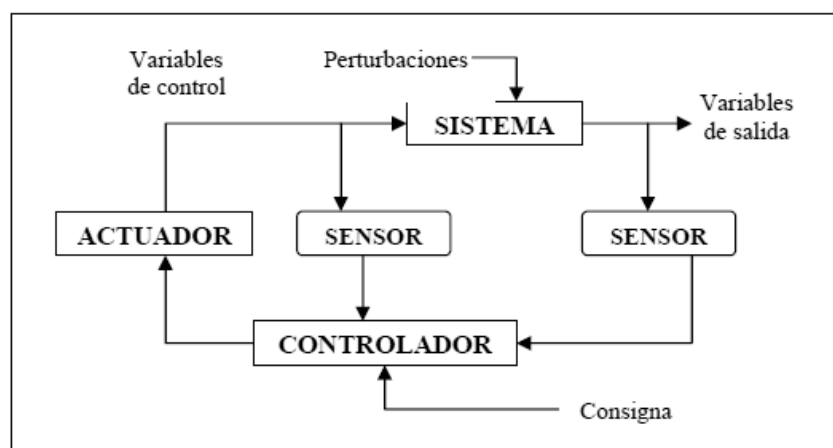 Variables
de control
Perturbaciones
SISTEMA
Variables
de salida
ACTUADOR
SENSOR
SENSOR
CONTROLADOR
Consigna